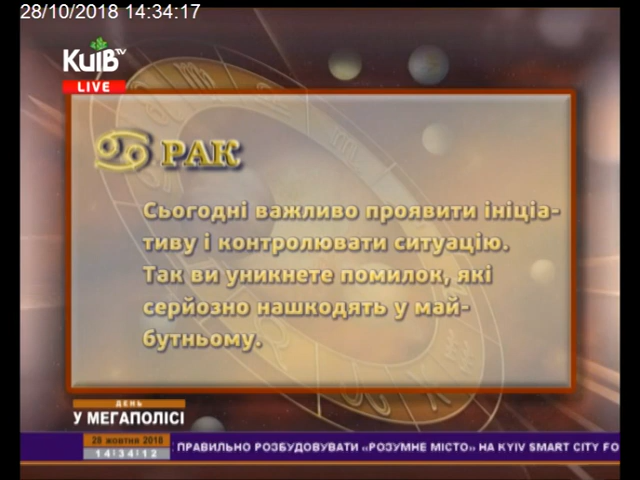 28/10/2018 14:34:17
КиїВ TV
LIVE
РАК
Сьогодні важливо проявити ініціа-
тиву і контролювати ситуацію.
Так ви уникнете помилок, які
серйозно нашкодять у май-
бутньому.
ДЕНЬ
У МЕГАПОЛІСІ
28 жовтня 2018
14:34:12
ПРАВИЛЬНО РОЗБУДОВУВАТИ «РОЗУМНЕ МІСТО» НА KYIV SMART CITY FO